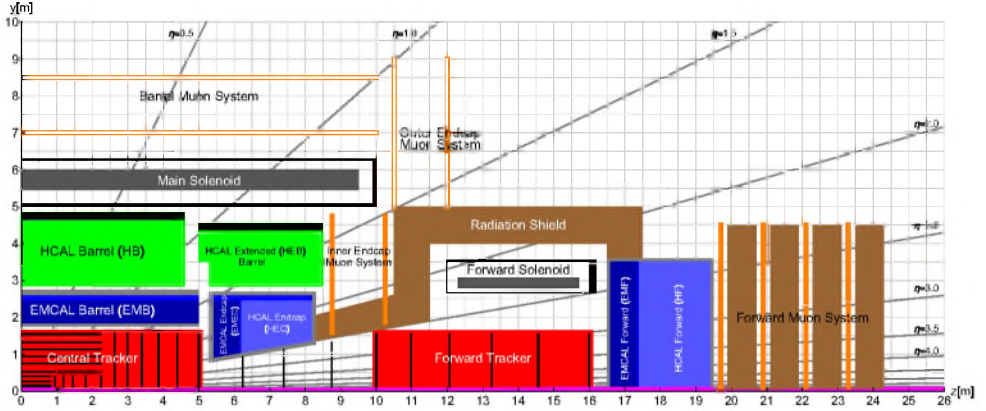 y[m]
10
η=0.5
η=1.0
η=1.5
9
8
Barrel Muon System
7
Outer Endcap
Muon System
η=2.0
6
Main Solenoid
5
Radiation Shield
4
HCAL Barrel (HB)
HCAL Extended (HEB)
Barrel
Inner Endcap
Muon System
3
Forward Solenoid
η=3.0
EMCAL Barrel (EMB)
2
EMCAL Endcap
(EMEC)
HCAL Endcap
(HEC)
EMCAL Forward (EMF)
HCAL Forward (HF)
Forward Muon System
η=3.5
1
Central Tracker
Forward Tracker
η=4.0
0
0 1 2 3 4 5 6 7 8 9 10 11 12 13 14 15 16 17 18 19 20 21 22 23 24 25 26 z[m]